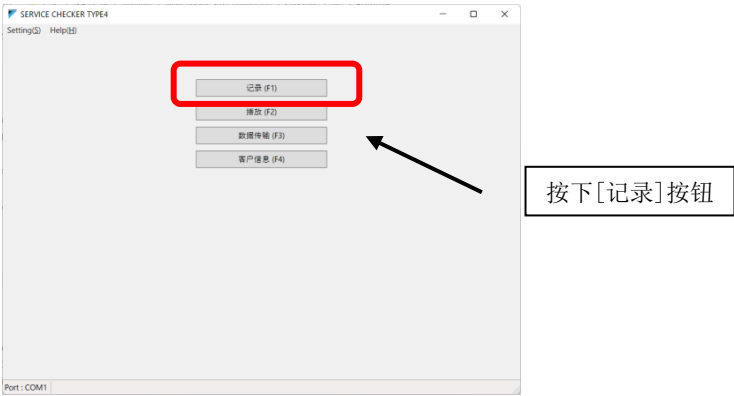 SERVICE CHECKER TYPE4
Setting(S) Help(H)
记录 (F1)
播放 (F2)
数据传输 (F3)
客户信息 (F4)
按下[记录]按钮
Port : COM1